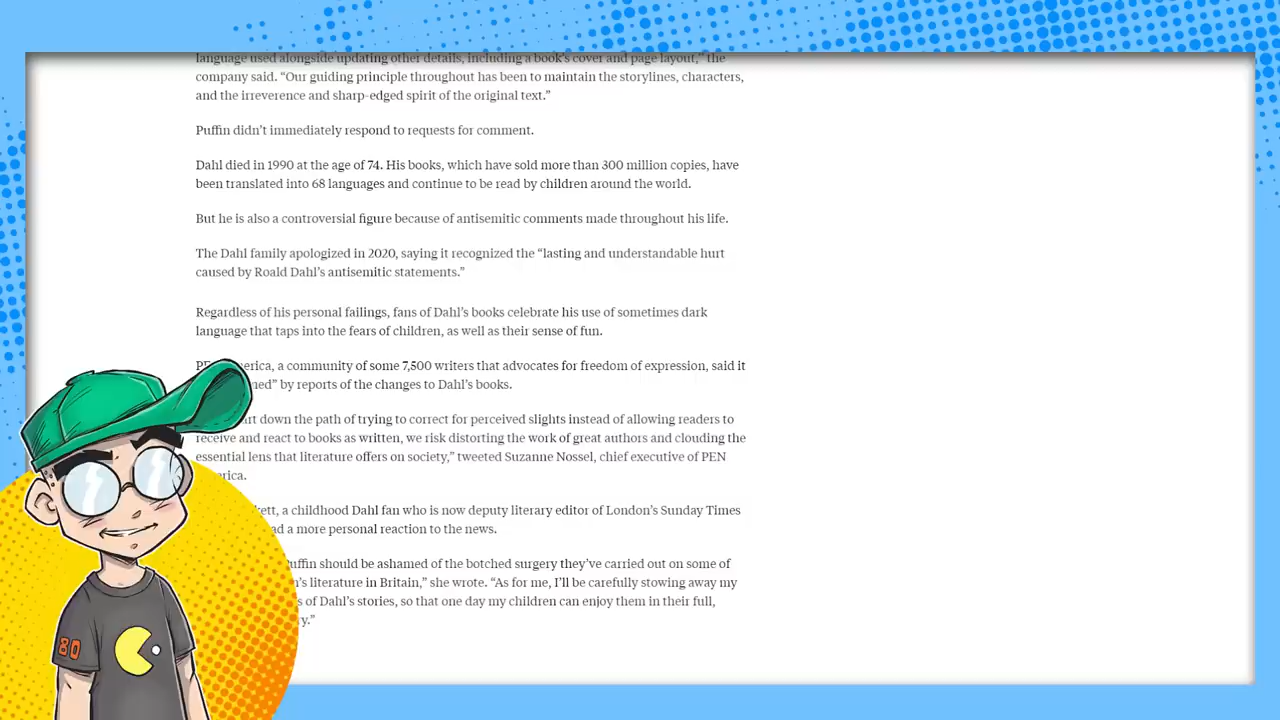 language used alongside updating other details, including a book's cover and page layout,” the
company said. “Our guiding principle throughout has been to maintain the storylines, characters,
and the irreverence and sharp-edged spirit of the original text.”
Puffin didn’t immediately respond to requests for comment.
Dahl died in 1990 at the age of 74. His books, which have sold more than 300 million copies, have
been translated into 68 languages and continue to be read by children around the world.
But he is also a controversial figure because of antisemitic comments made throughout his life.
The Dahl family apologized in 2020, saying it recognized the “lasting and understandable hurt
caused by Roald Dahl’s antisemitic statements.”
Regardless of his personal failings, fans of Dahl’s books celebrate his use of sometimes dark
language that taps into the fears of children, as well as their sense of fun.
a community of some 7,500 writers that advocates for freedom of expression, said it
by reports of the changes to Dahl’s books.
down the path of trying to correct for perceived slights instead of allowing readers to
receive and react to books as written, we risk distorting the work of great authors and clouding the
essential lens that literature offers on society,” tweeted Suzanne Nossel, chief executive of PEN
a childhood Dahl fan who is now deputy literary editor of London’s Sunday Times
a more personal reaction to the news.
Puffin should be ashamed of the botched surgery they’ve carried out on some of
literature in Britain,” she wrote. “As for me, I’ll be carefully stowing away my
of Dahl’s stories, so that one day my children can enjoy them in their full,
80